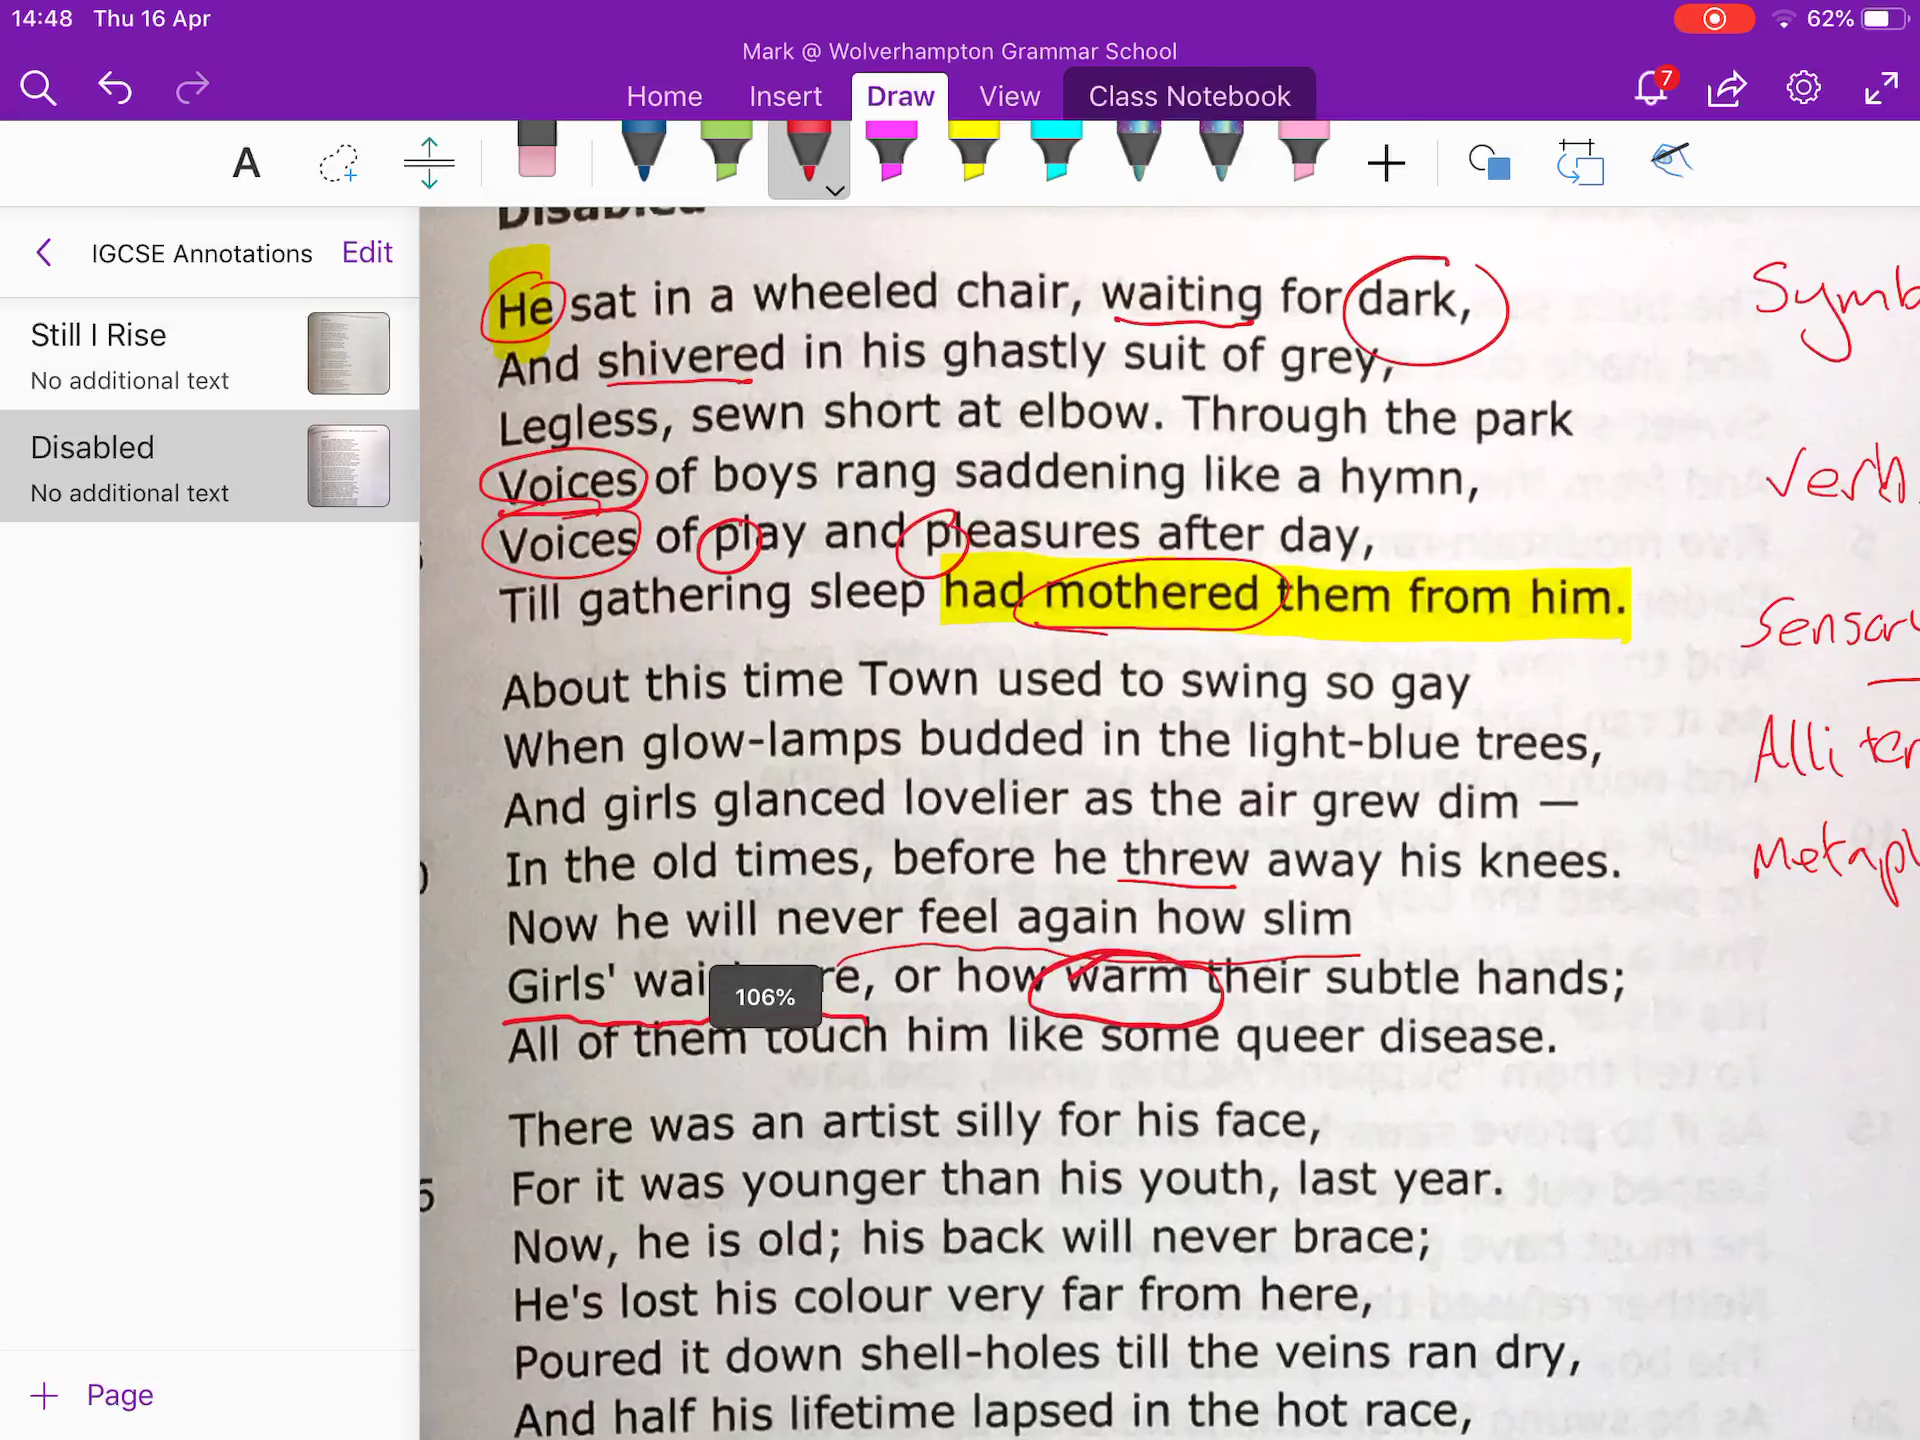 14:48 Thu 16 Apr
62%
Mark @ Wolverhampton Grammar School
Home Insert Draw View Class Notebook
7
A
IGCSE Annotations Edit
Still I Rise
No additional text
Disabled
No additional text
Page
Disabled
He sat in a wheeled chair, waiting for dark,
And shivered in his ghastly suit of grey,
Legless, sewn short at elbow. Through the park
Voices of boys rang saddening like a hymn,
Voices of play and pleasures after day,
Till gathering sleep had mothered them from him.
About this time Town used to swing so gay
When glow-lamps budded in the light-blue trees,
And girls glanced lovelier as the air grew dim —
In the old times, before he threw away his knees.
Now he will never feel again how slim
Girls' wai re, or how warm their subtle hands;
106%
All of them touch him like some queer disease.
There was an artist silly for his face,
For it was younger than his youth, last year.
Now, he is old; his back will never brace;
He's lost his colour very far from here,
Poured it down shell-holes till the veins ran dry,
And half his lifetime lapsed in the hot race,
Symb
Verb
Sensory
Alliter
Metaph